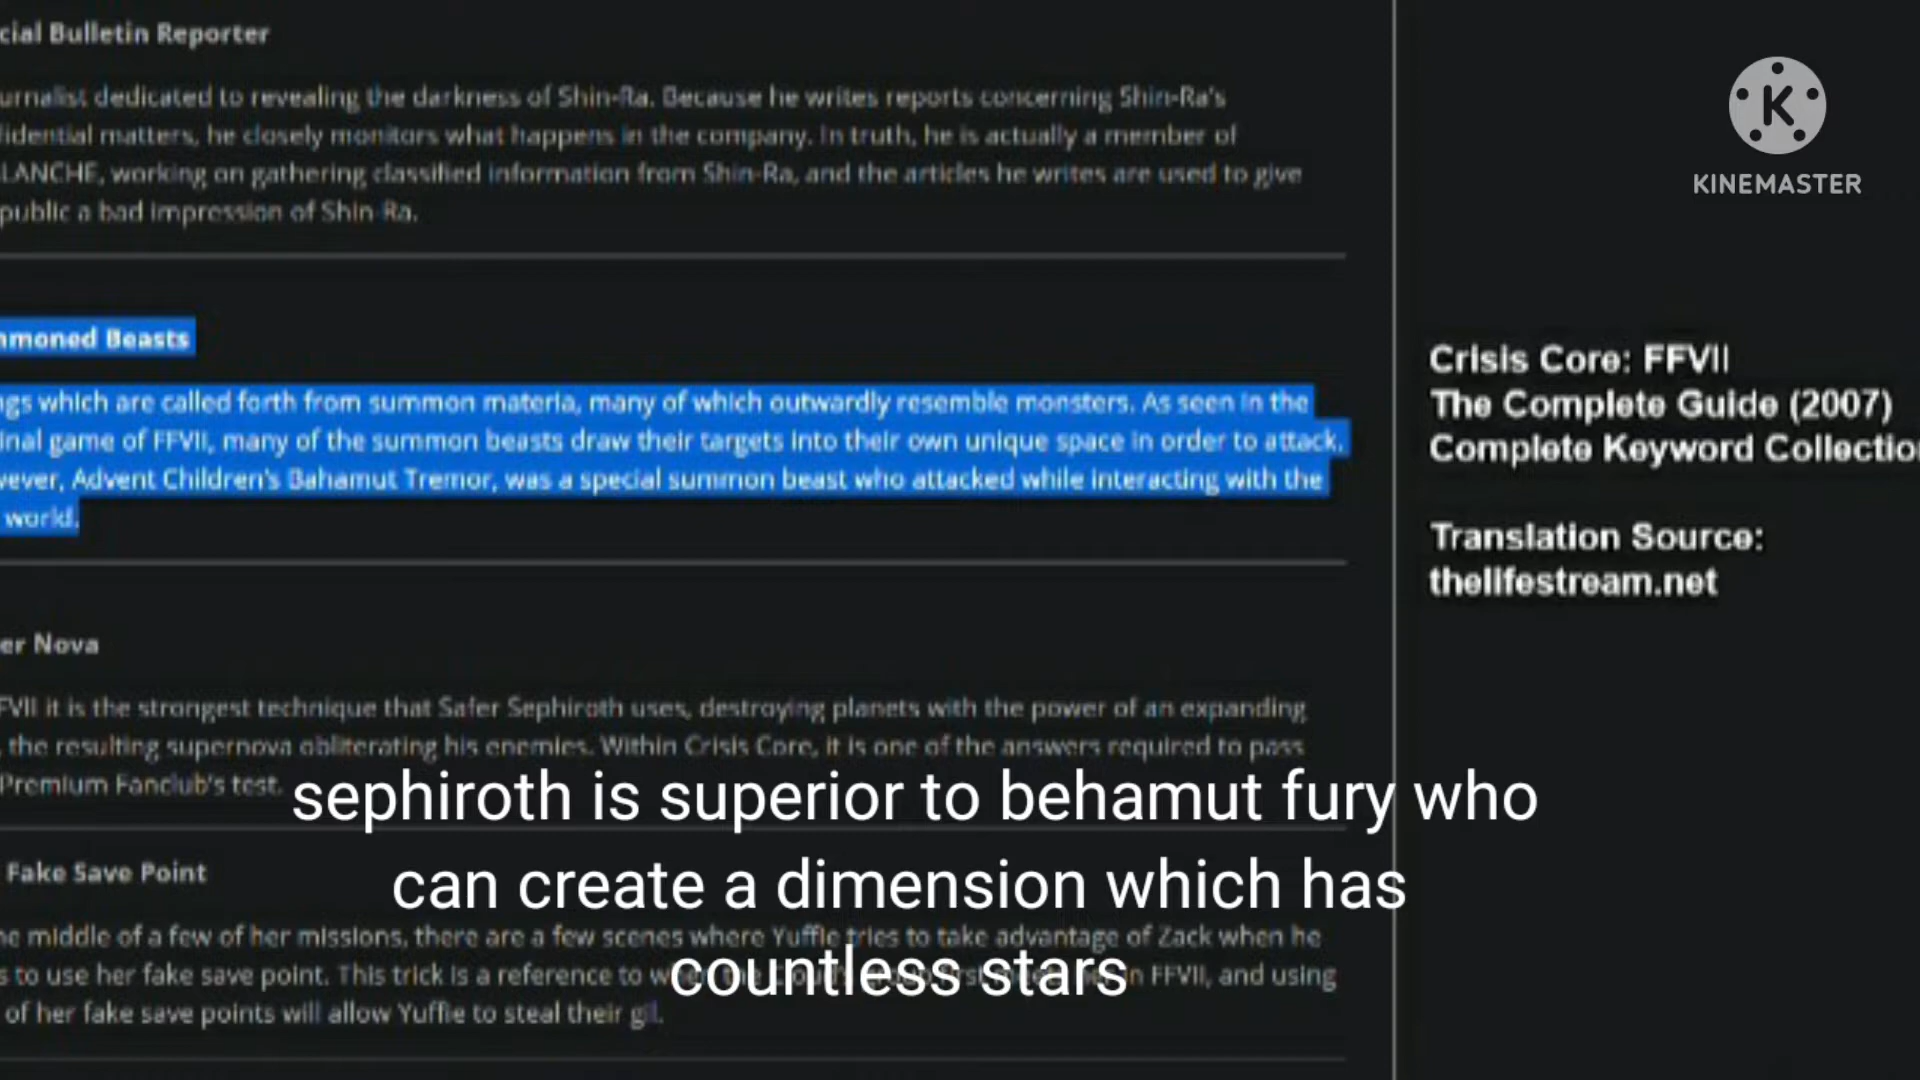 cial Bulletin Reporter
urnalist dedicated to revealing the darkness of Shin-Ra. Because he writes reports concerning Shin-Ra's
fidential matters, he closely monitors what happens in the company. In truth, he is actually a member of
LANCHE, working on gathering classified information from Shin-Ra, and the articles he writes are used to give
public a bad impression of Shin-Ra.
KINEMASTER
mmoned Beasts
ngs which are called forth from summon materia, many of which outwardly resemble monsters. As seen in the
inal game of FFVII, many of the summon beasts draw their targets into their own unique space in order to attack.
wever, Advent Children's Bahamut Tremor, was a special summon beast who attacked while interacting with the
world.
Crisis Core: FFVII
The Complete Guide (2007)
Complete Keyword Collection
Translation Source:
thelifestream.net
er Nova
FVII it is the strongest technique that Safer Sephiroth uses, destroying planets with the power of an expanding
, the resulting supernova obliterating his enemies. Within Crisis Core, it is one of the answers required to pass
Premium Fanclub's test.
sephiroth is superior to behamut fury who
can create a dimension which has
countless stars
Fake Save Point
he middle of a few of her missions, there are a few scenes where Yuffie tries to take advantage of Zack when he
s to use her fake save point. This trick is a reference to in FFVII, and using
of her fake save points will allow Yuffie to steal their gil.